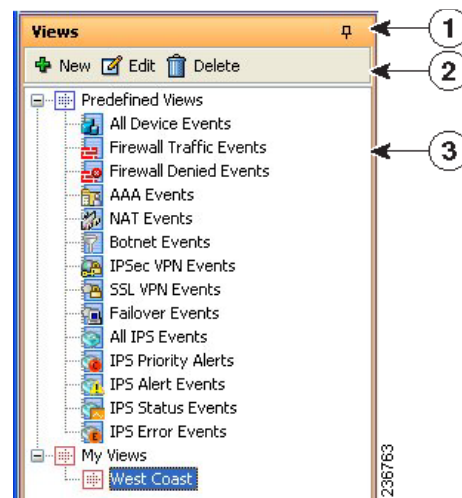 Views
1
New Edit Delete
2
Predefined Views
All Device Events
Firewall Traffic Events
3
Firewall Denied Events
AAA Events
NAT Events
Botnet Events
IPSec VPN Events
SSL VPN Events
Failover Events
All IPS Events
IPS Priority Alerts
IPS Alert Events
IPS Status Events
IPS Error Events
My Views
West Coast
236763